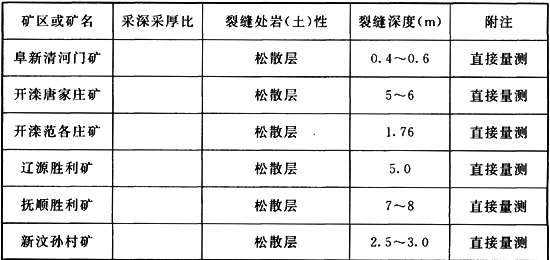 矿区或矿名 采深采厚比 裂缝处岩(土)性 裂缝深度(m) 附注
阜新清河门矿 松散层 0.4～0.6 直接量测
开滦唐家庄矿 松散层 5～6 直接量测
开滦范各庄矿 松散层 1.76 直接量测
辽源胜利矿 松散层 5.0 直接量测
抚顺胜利矿 松散层 7～8 直接量测
新汶孙村矿 松散层 2.5～3.0 直接量测